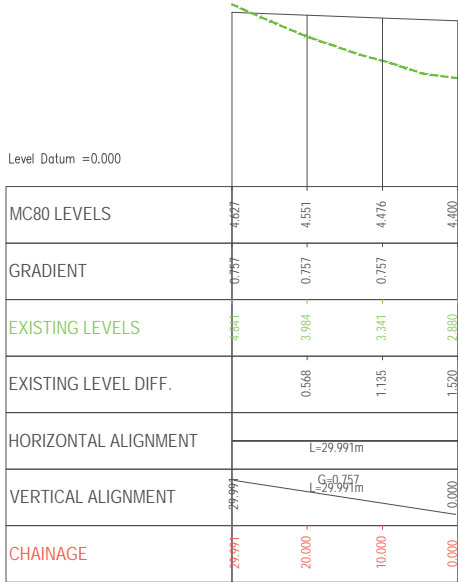 Level Datum =0.000
MC80 LEVELS 4.627 4.551 4.476 4.400
GRADIENT 0.757 0.757 0.757
EXISTING LEVELS 4.841 3.984 3.341 2.880
EXISTING LEVEL DIFF. 0.568 1.135 1.520
HORIZONTAL ALIGNMENT L=29.991m
VERTICAL ALIGNMENT 29.991 G=0.757 L=29.991m 0.000
CHAINAGE 29.991 20.000 10.000 0.000